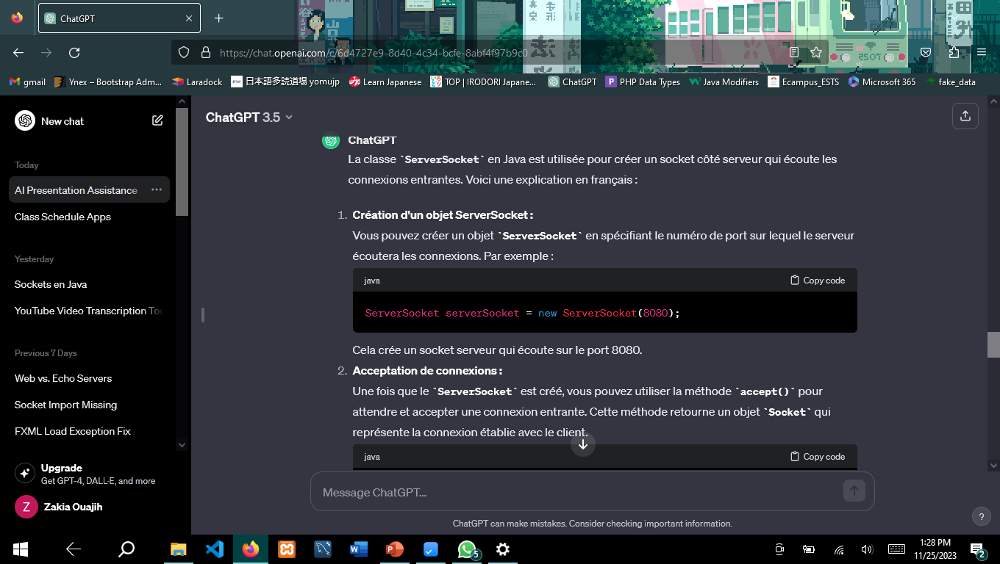 ChatGPT
https://chat.openai.com/c/6d4727e9-8d40-4c34-bcfe-8abf4f97b9c0
gmail
Ynex – Bootstrap Adm...
Laradock
日本語多読道場 yomujp
Learn Japanese
TOP | IRODORI Japane...
ChatGPT
PHP Data Types
Java Modifiers
Ecampus_ESTS
Microsoft 365
fake_data
New chat
Today
AI Presentation Assistance
Class Schedule Apps
Yesterday
Sockets en Java
YouTube Video Transcription To
Previous 7 Days
Web vs. Echo Servers
Socket Import Missing
FXML Load Exception Fix
Upgrade
Get GPT-4, DALL·E, and more
Z
Zakia Ouajih
ChatGPT 3.5
ChatGPT
La classe `ServerSocket` en Java est utilisée pour créer un socket côté serveur qui écoute les
connexions entrantes. Voici une explication en français :
1. Création d'un objet ServerSocket :
Vous pouvez créer un objet `ServerSocket` en spécifiant le numéro de port sur lequel le serveur
écoutera les connexions. Par exemple :
java
Copy code
ServerSocket serverSocket = new ServerSocket(8080);
Cela crée un socket serveur qui écoute sur le port 8080.
2. Acceptation de connexions :
Une fois que le `ServerSocket` est créé, vous pouvez utiliser la méthode `accept()` pour
attendre et accepter une connexion entrante. Cette méthode retourne un objet `Socket` qui
représente la connexion établie avec le client.
java
Copy code
Message ChatGPT...
ChatGPT can make mistakes. Consider checking important information.
?
5
1:28 PM
11/25/2023
2